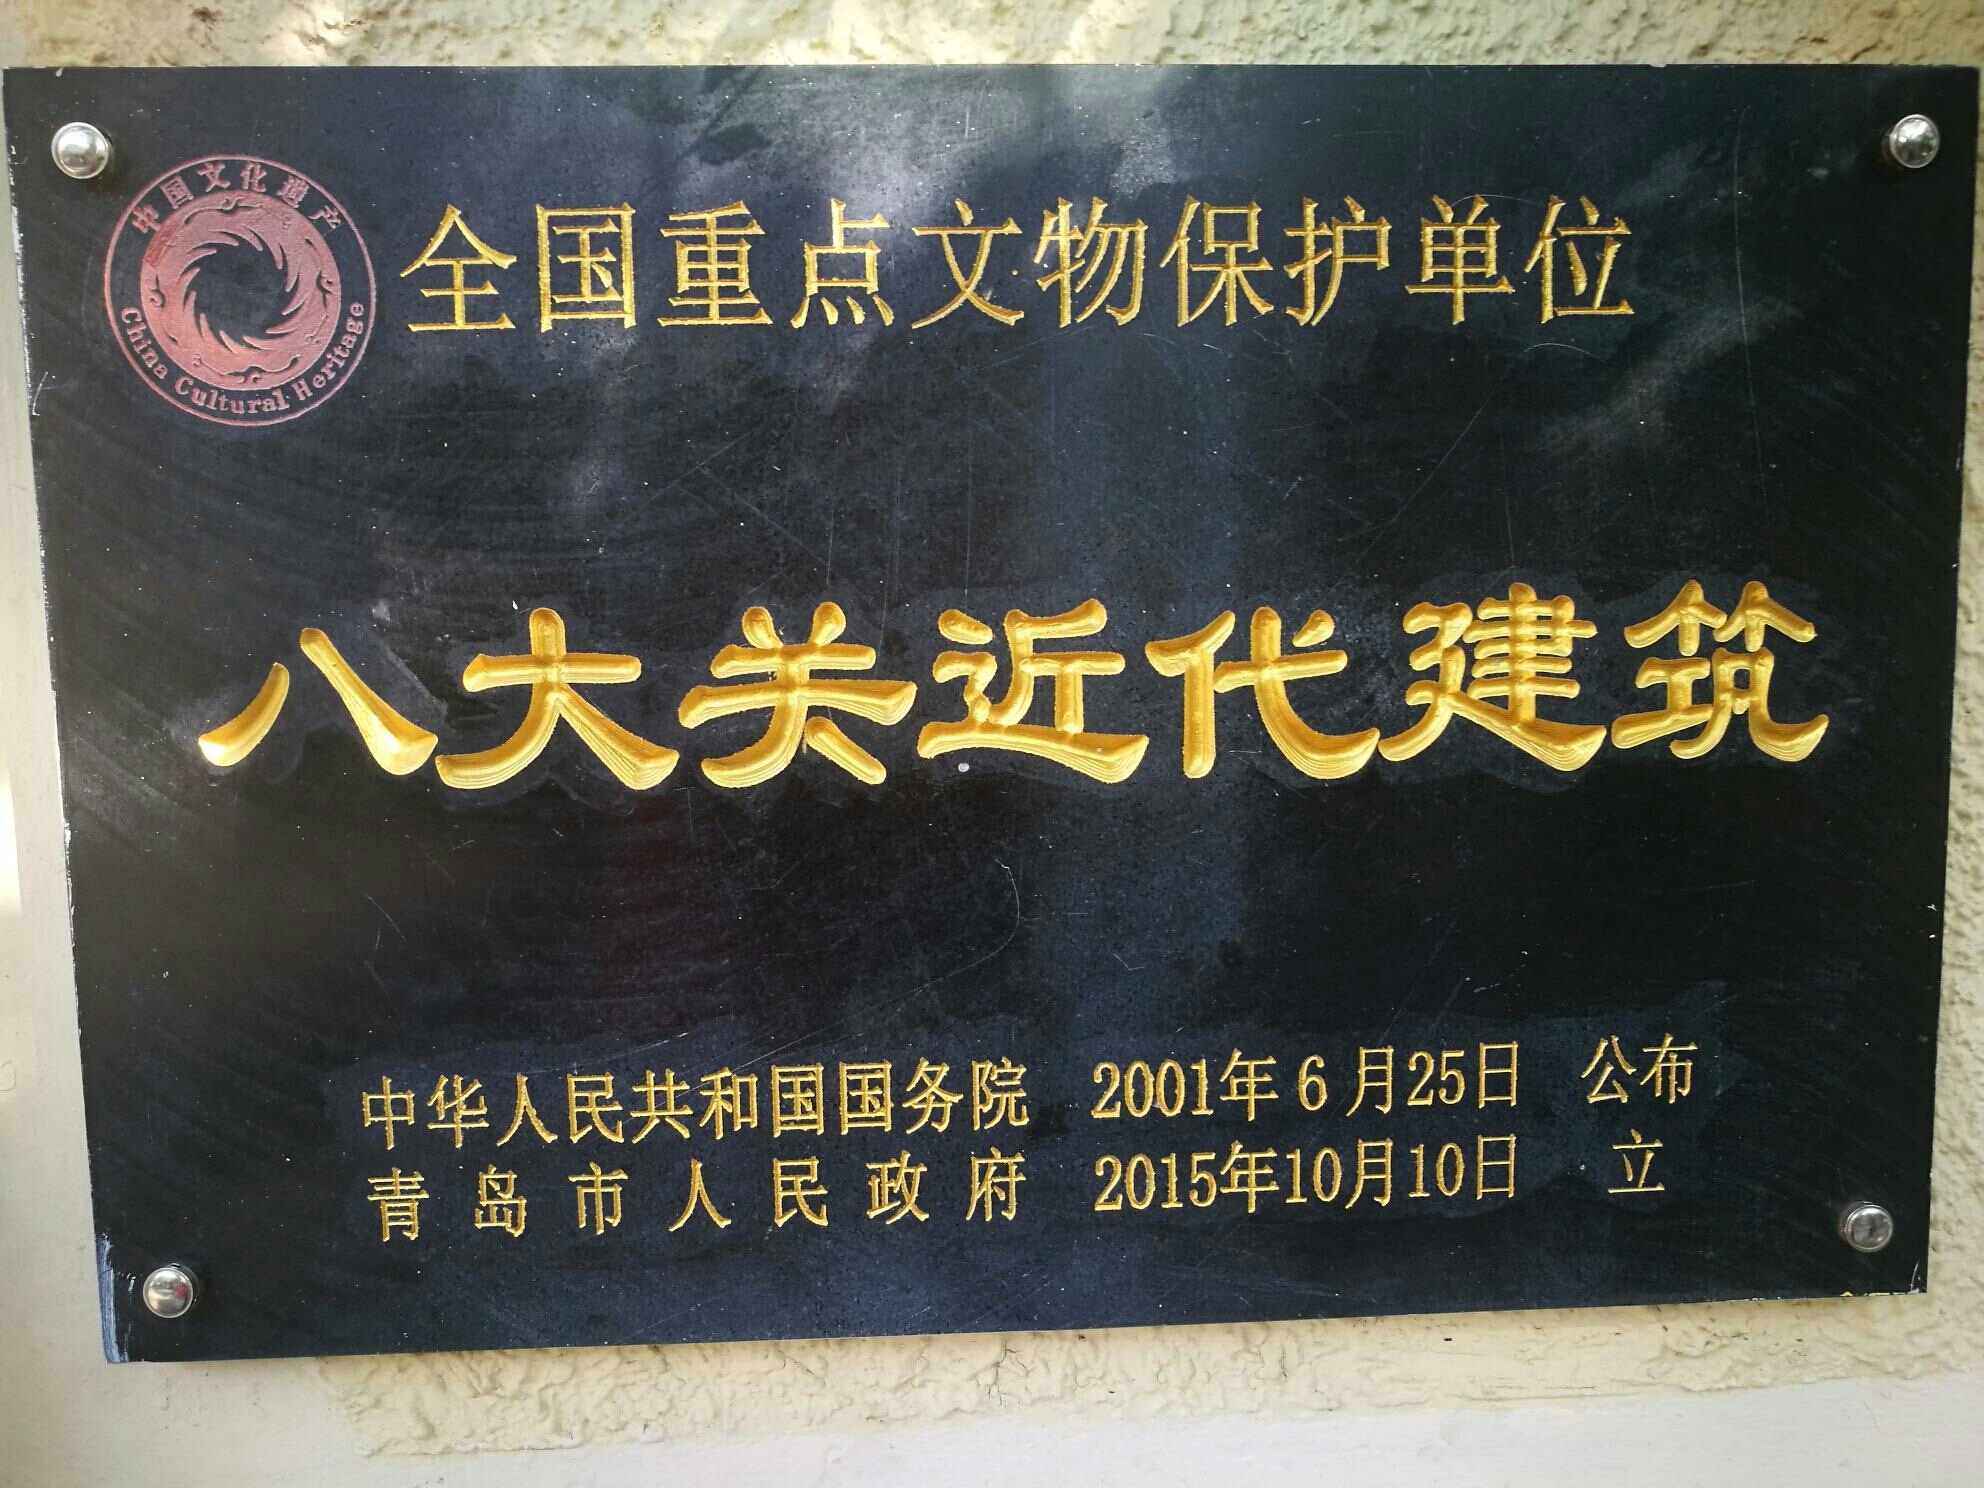 中国文化遗产
China Cultural Heritage
全国重点文物保护单位
八大关近代建筑
中华人民共和国国务院 2001年6月25日 公布
青岛市人民政府 2015年10月10日 立